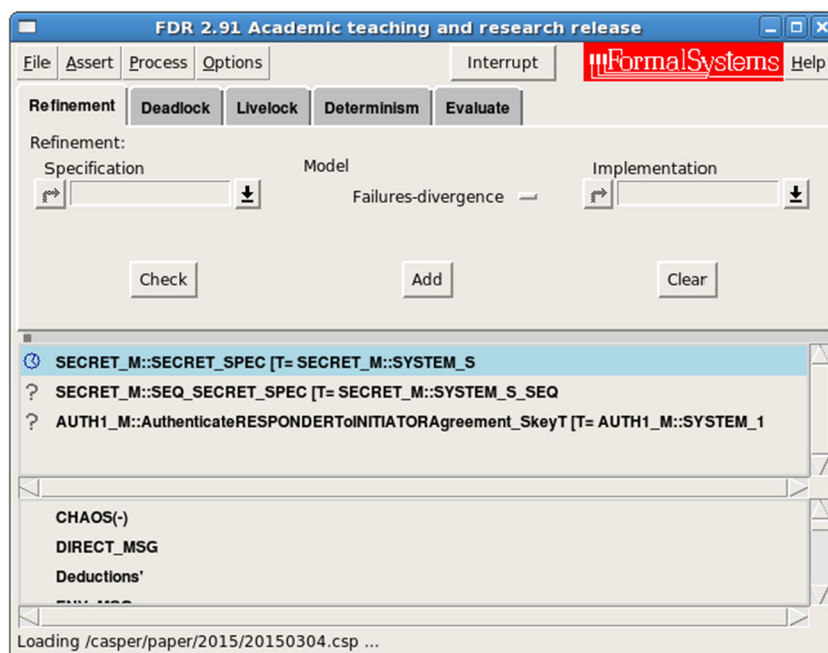 FDR 2.91 Academic teaching and research release
File Assert Process Options Interrupt FormalSystems Help
Refinement Deadlock Livelock Determinism Evaluate
Refinement:
Specification Model Implementation
Failures-divergence
Check Add Clear
SECRET_M::SECRET_SPEC [T= SECRET_M::SYSTEM_S
? SECRET_M::SEQ_SECRET_SPEC [T= SECRET_M::SYSTEM_S_SEQ
? AUTH1_M::AuthenticateRESPONDERToINITIATORAgreement_SkeyT [T= AUTH1_M::SYSTEM_1
CHAOS(-)
DIRECT_MSG
Deductions'
Loading /casper/paper/2015/20150304.csp ...